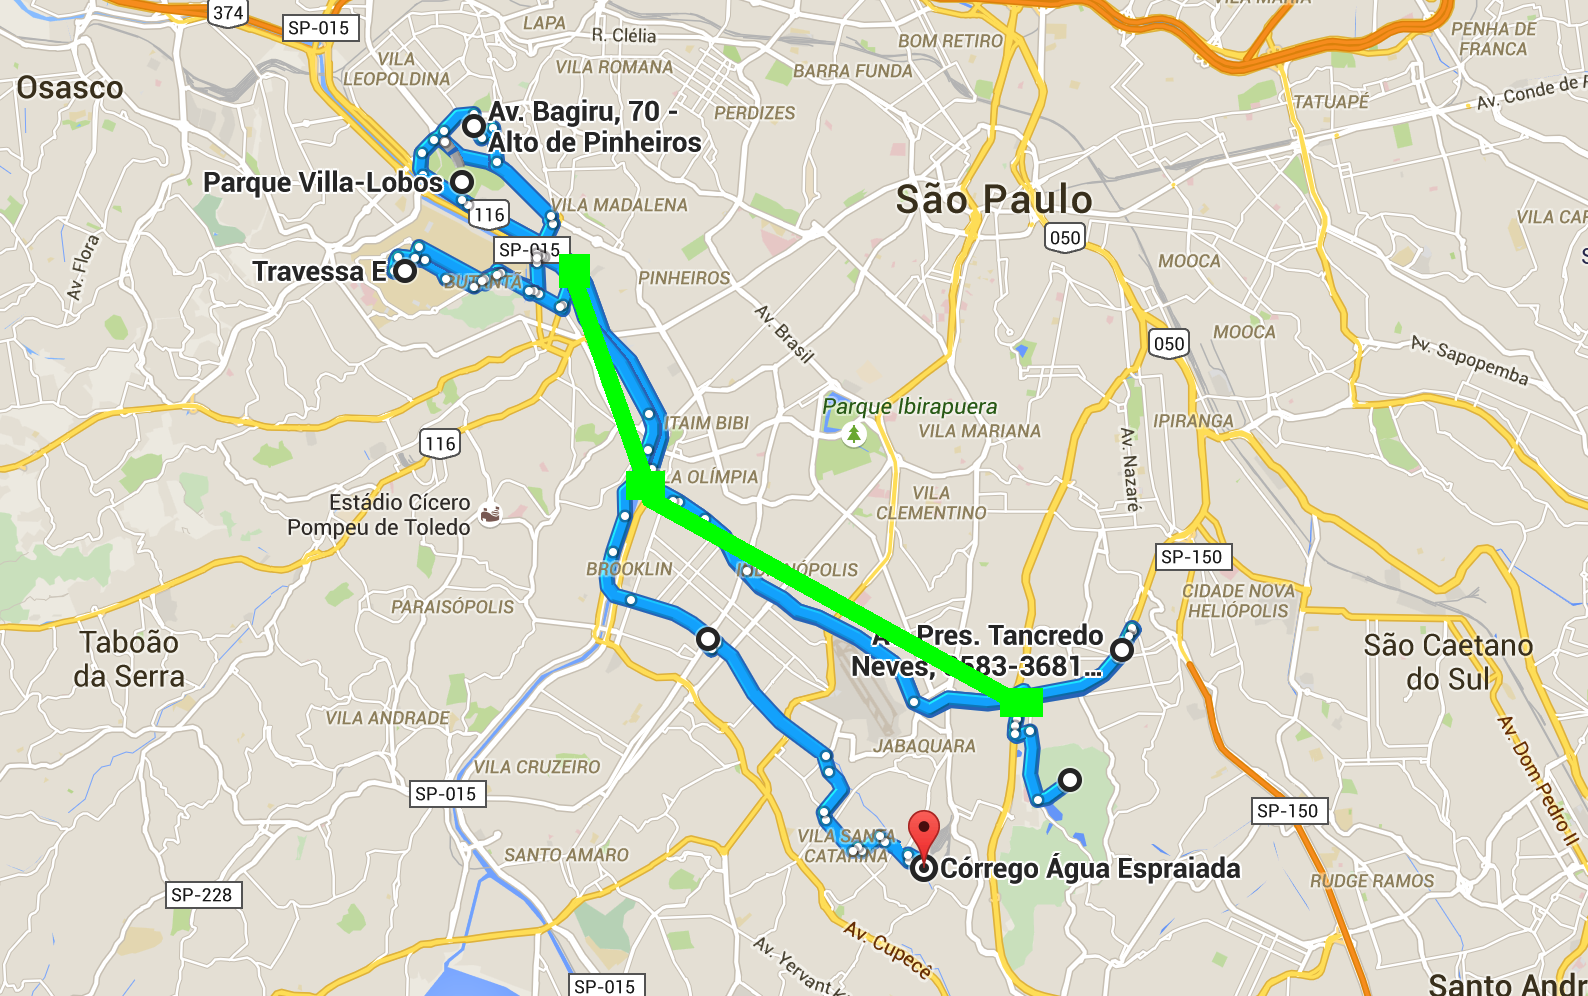 374
SP-015
LAPA
R. Clélia
BOM RETIRO
VILA MARIA
PENHA DE
FRANCA
Osasco
VILA
LEOPOLDINA
VILA ROMANA
BARRA FUNDA
PERDIZES
TATUAPÉ
Av. Conde de F
Av. Bagiru, 70 -
Alto de Pinheiros
Parque Villa-Lobos
116
VILA MADALENA
São Paulo
050
VILA CAR
Av. Flora
SP-015
Travessa E
BUTANTÃ
PINHEIROS
MOOCA
Av. Brasil
MOOCA
050
Av. Sapopemba
Parque Ibirapuera
ITAIM BIBI
VILA MARIANA
IPIRANGA
116
Av. Nazaré
LA OLÍMPIA
Estádio Cícero
Pompeu de Toledo
VILA
CLEMENTINO
SP-150
BROOKLIN
NÓPOLIS
PARAISÓPOLIS
CIDADE NOVA
HELIÓPOLIS
Taboão
da Serra
Pres. Tancredo
Neves, 583-3681...
São Caetano
do Sul
VILA ANDRADE
JABAQUARA
VILA CRUZEIRO
SP-015
SP-150
Av. Dom Pedro II
SANTO AMARO
VILA SANTA
CATARINA
Córrego Água Espraiada
RUDGE RAMOS
SP-228
Av. Cupecê
Av. Yervant K
SP-015
Santo Andr